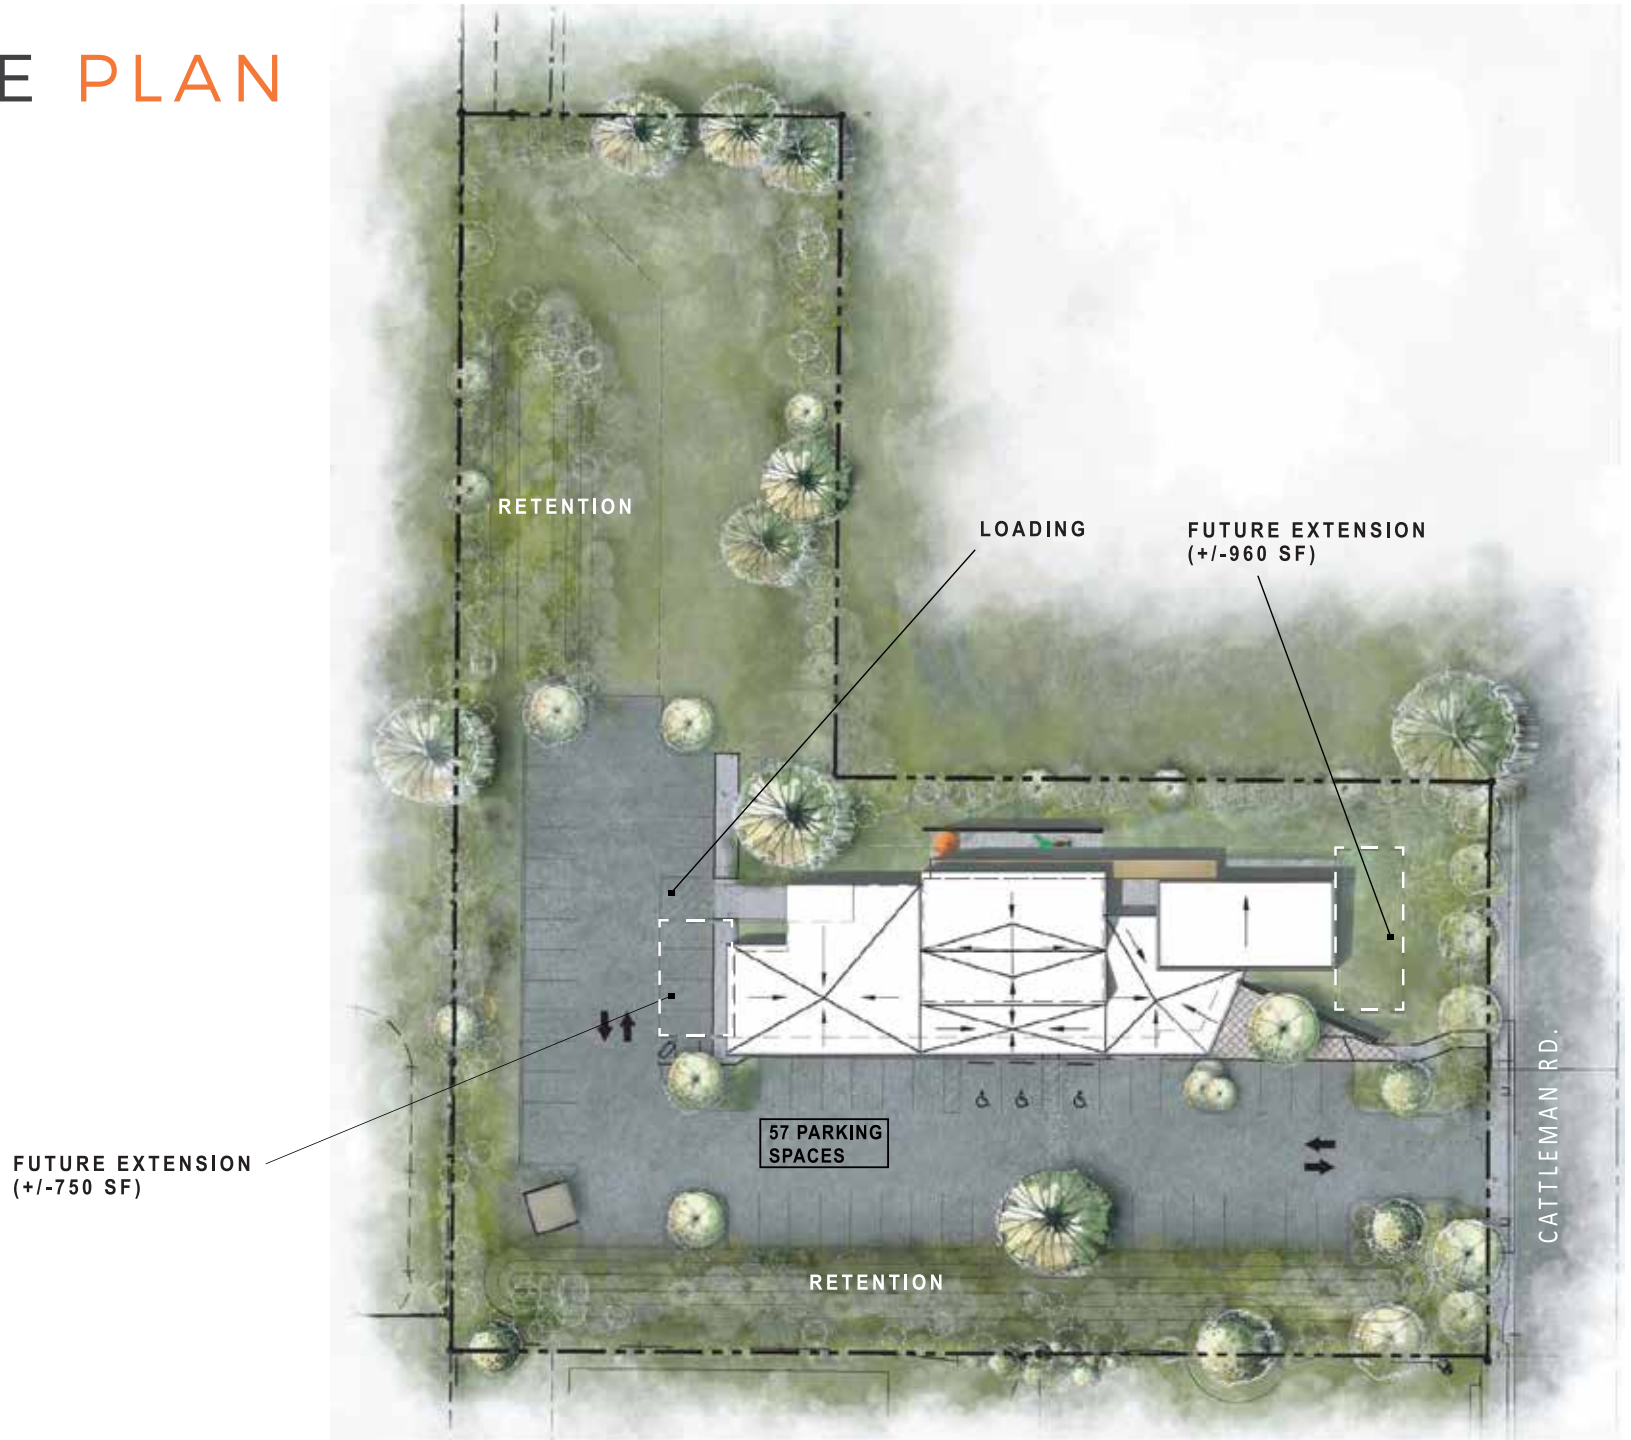 E PLAN
RETENTION
LOADING
FUTURE EXTENSION
(+/-960 SF)
57 PARKING
SPACES
FUTURE EXTENSION
(+/-750 SF)
CATTLEMAN RD.
RETENTION